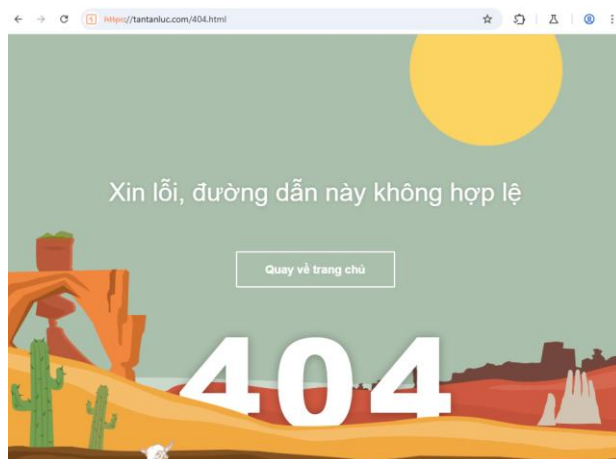 https://tantanluc.com/404.html
Xin lỗi, đường dẫn này không hợp lệ
Quay về trang chủ
404